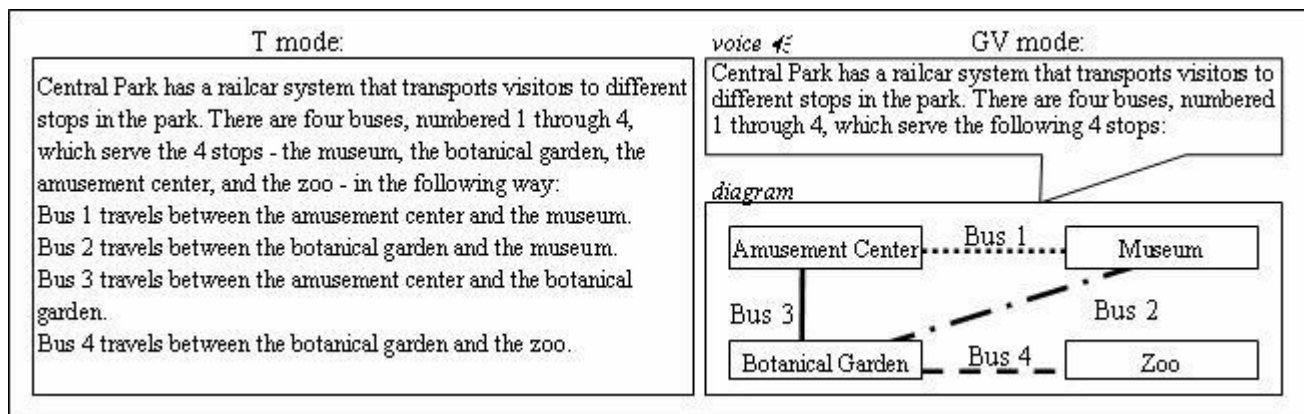 T mode:
Central Park has a railcar system that transports visitors to different
stops in the park. There are four buses, numbered 1 through 4,
which serve the 4 stops - the museum, the botanical garden, the
amusement center, and the zoo - in the following way:
Bus 1 travels between the amusement center and the museum.
Bus 2 travels between the botanical garden and the museum.
Bus 3 travels between the amusement center and the botanical
garden.
Bus 4 travels between the botanical garden and the zoo.
voice
GV mode:
Central Park has a railcar system that transports visitors to
different stops in the park. There are four buses, numbered
1 through 4, which serve the following 4 stops:
diagram
Amusement Center
Bus 1
Museum
Bus 3
Bus 2
Botanical Garden
Bus 4
Zoo